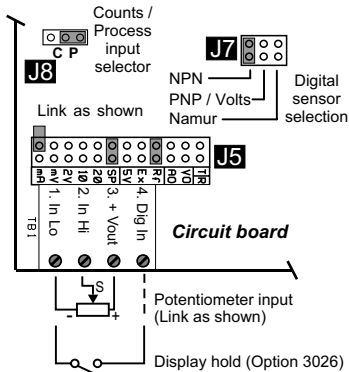 Counts /
Process
input
selector
C P
J8
J7
NPN
PNP / Volts
Namur
Digital
sensor
selection
Link as shown
J5
mA
mV
2V
10
20
SP
5V
Ex
Rf
AO
VO
T/R
TB1
1. In Lo
2. In Hi
3. + Vout
4. Dig In
Circuit board
S
- +
Potentiometer input
(Link as shown)
Display hold (Option 3026)